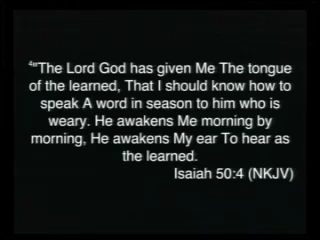 ⁴"The Lord God has given Me The tongue
of the learned, That I should know how to
speak A word in season to him who is
weary. He awakens Me morning by
morning, He awakens My ear To hear as
the learned.
Isaiah 50:4 (NKJV)